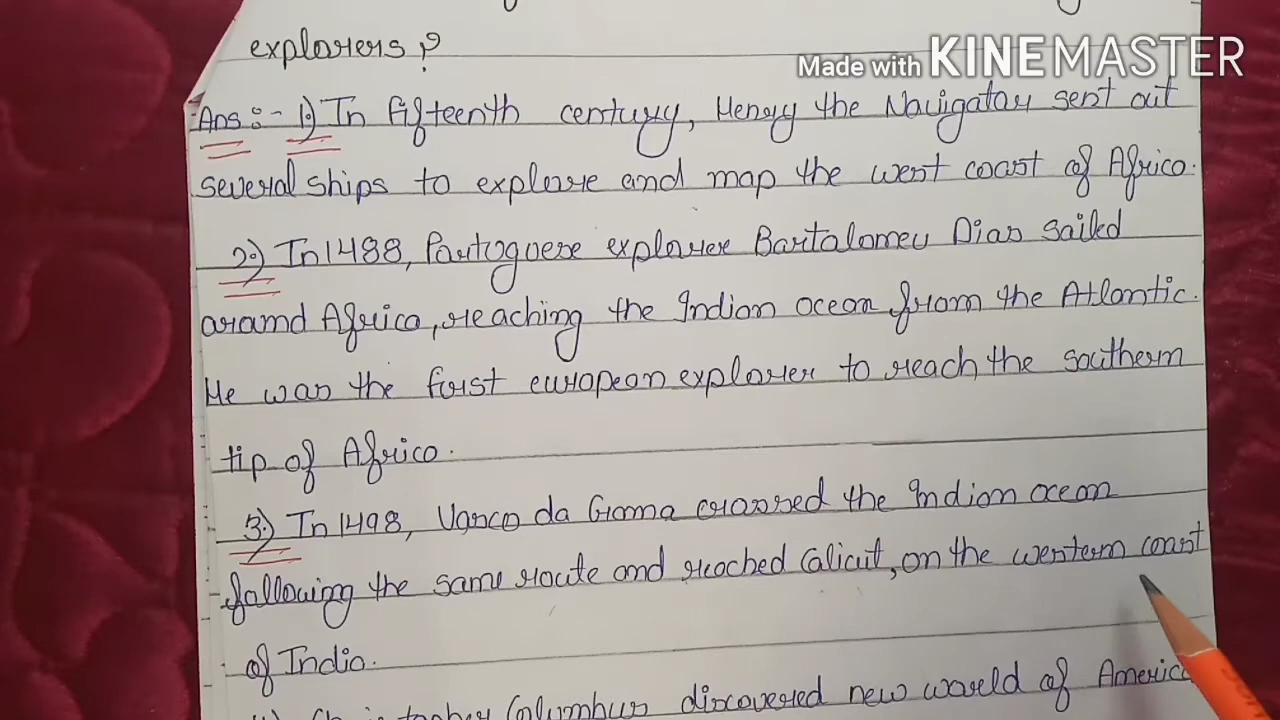 explorers ?
Made with KINEMASTER
Ans :- 1) In fifteenth century, Henry the Navigator sent out
several ships to explore and map the west coast of Africa.
2) In 1488, Portuguese explorer Bartalomeu Dias sailed
around Africa, reaching the Indian ocean from the Atlantic.
He was the first european explorer to reach the southern
tip of Africa.
3) In 1498, Vasco da Gama crossed the Indian ocean
following the same route and reached Calicut, on the western coast
of India.
Columbus discovered new world of America